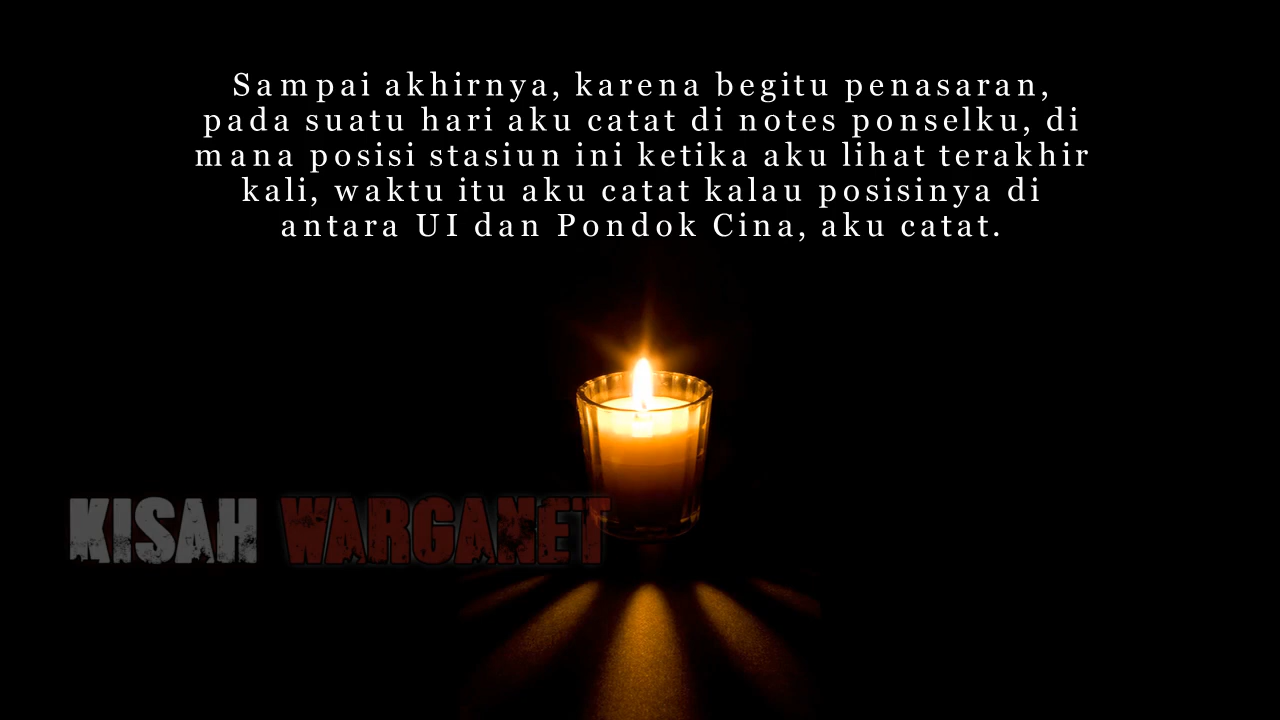 Sampai akhirnya, karena begitu penasaran,
pada suatu hari aku catat di notes ponselku, di
mana posisi stasiun ini ketika aku lihat terakhir
kali, waktu itu aku catat kalau posisinya di
antara UI dan Pondok Cina, aku catat.
KISAH WARGANET